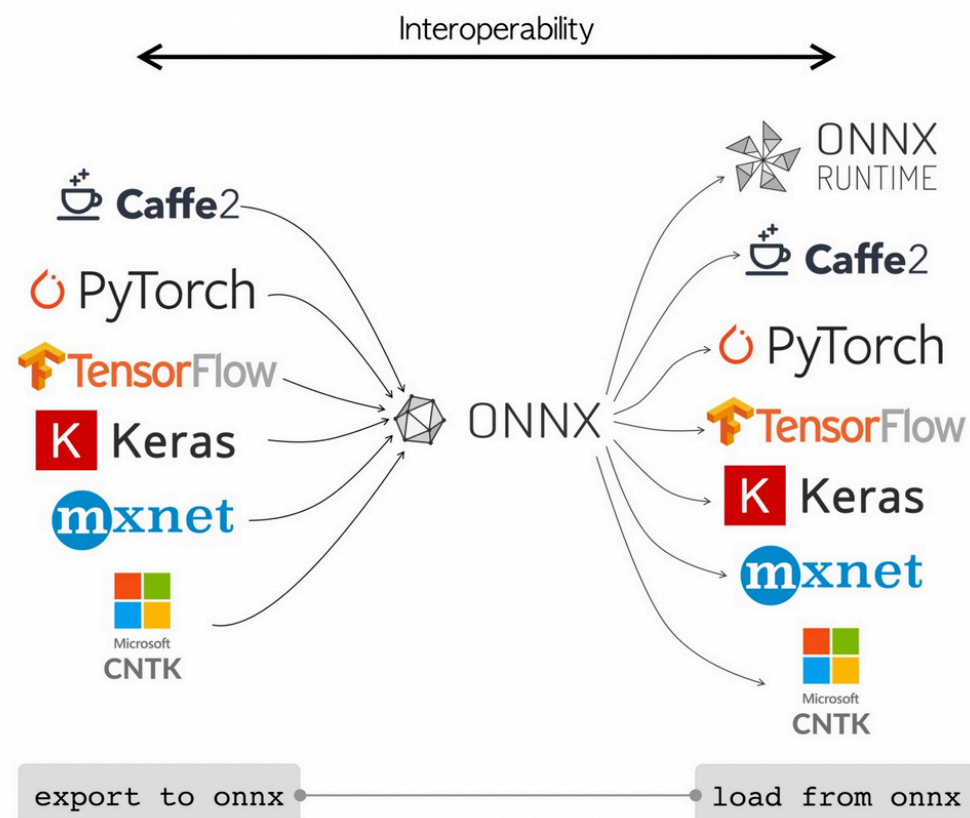 Interoperability
Caffe2
PyTorch
TensorFlow
K Keras
mxnet
Microsoft
CNTK
ONNX
ONNX
RUNTIME
Caffe2
PyTorch
TensorFlow
K Keras
mxnet
Microsoft
CNTK
export to onnx
load from onnx